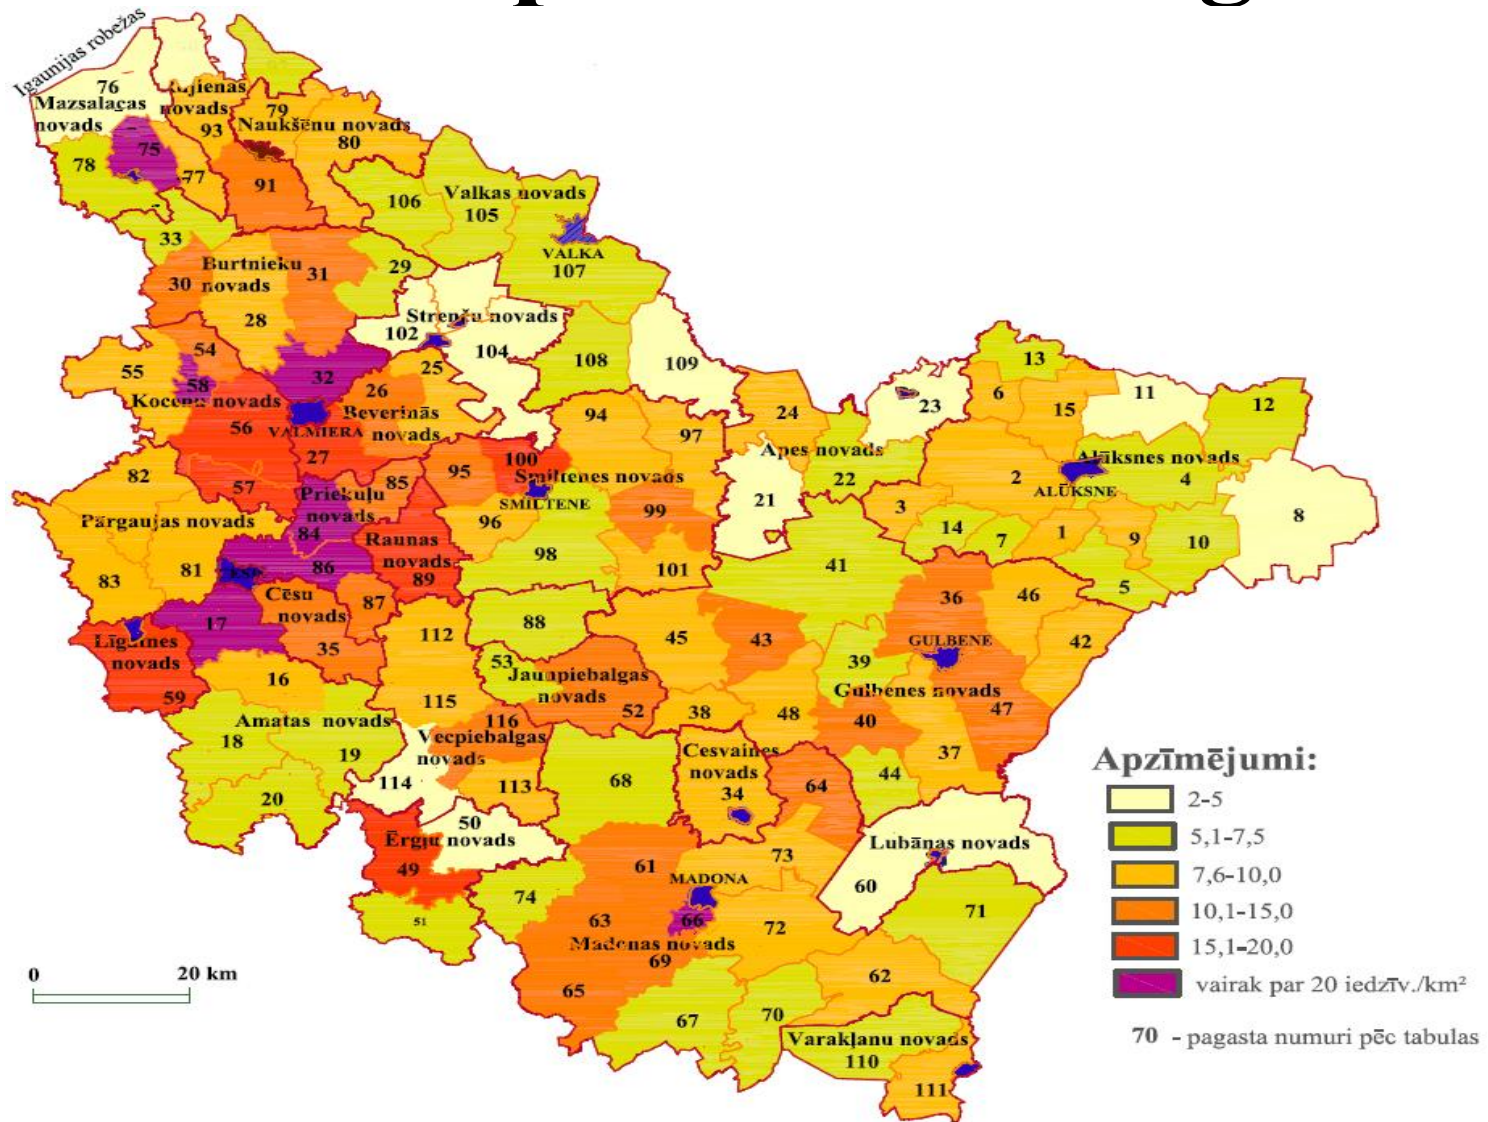 Igaunijas robežas
76
Mazsalacas
novads
novads
93
79
Naukšēnu novads
80
75
78
77
91
106
Valkas novads
105
VALKA
107
33
30
Burtnieku
novads
31
29
28
102
Strenču novads
104
108
109
55
54
58
32
26
25
Kocēnu novads
56
VALMIERA
Beverīnas
novads
27
94
97
24
23
6
15
13
11
12
Apes novads
22
21
2
Alūksnes novads
ALŪKSNE
4
8
82
57
Priekuļu
novads
85
95
100
Smiltenes novads
SMILTENE
99
3
14
7
1
9
10
5
Pārgaujas novads
84
Raunas
novads
89
96
98
101
41
83
81
86
Cēsu
novads
87
17
35
112
88
45
43
36
46
42
GULBENE
39
Gulbenes novads
47
novads
59
16
53
Jaunpiebalgas
novads
52
115
38
48
40
37
Amatas novads
18
19
20
116
Vecpiebalgas
novads
114
113
68
Cesvaines
novads
34
64
44
50
Ērgļu novads
49
51
61
73
MADONA
66
Lubānas novads
60
71
74
63
72
Madonas novads
69
65
62
67
70
Varakļanu novads
110
111
0 20 km
Apzīmējumi:
2-5
5,1-7,5
7,6-10,0
10,1-15,0
15,1-20,0
vairak par 20 iedzīv./km²
70 - pagasta numuri pēc tabulas